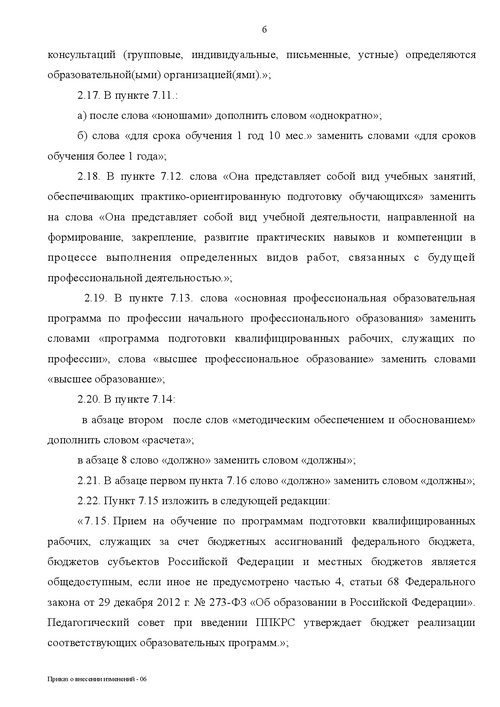 6
консультаций (групповые, индивидуальные, письменные, устные) определяются
образовательной(ыми) организацией(ями).»;
2.17. В пункте 7.11.:
а) после слова «юношами» дополнить словом «однократно»;
б) слова «для срока обучения 1 год 10 мес.» заменить словами «для сроков
обучения более 1 года»;
2.18. В пункте 7.12. слова «Она представляет собой вид учебных занятий,
обеспечивающих практико-ориентированную подготовку обучающихся» заменить
на слова «Она представляет собой вид учебной деятельности, направленной на
формирование, закрепление, развитие практических навыков и компетенции в
процессе выполнения определенных видов работ, связанных с будущей
профессиональной деятельностью.»;
2.19. В пункте 7.13. слова «основная профессиональная образовательная
программа по профессии начального профессионального образования» заменить
словами «программа подготовки квалифицированных рабочих, служащих по
профессии», слова «высшее профессиональное образование» заменить словами
«высшее образование»;
2.20. В пункте 7.14:
в абзаце втором после слов «методическим обеспечением и обоснованием»
дополнить словом «расчета»;
в абзаце 8 слово «должно» заменить словом «должны»;
2.21. В абзаце первом пункта 7.16 слово «должно» заменить словом «должны»;
2.22. Пункт 7.15 изложить в следующей редакции:
«7.15. Прием на обучение по программам подготовки квалифицированных
рабочих, служащих за счет бюджетных ассигнований федерального бюджета,
бюджетов субъектов Российской Федерации и местных бюджетов является
общедоступным, если иное не предусмотрено частью 4, статьи 68 Федерального
закона от 29 декабря 2012 г. № 273-ФЗ «Об образовании в Российской Федерации».
Педагогический совет при введении ППКРС утверждает бюджет реализации
соответствующих образовательных программ.»;
Приказ о внесении изменений - 06